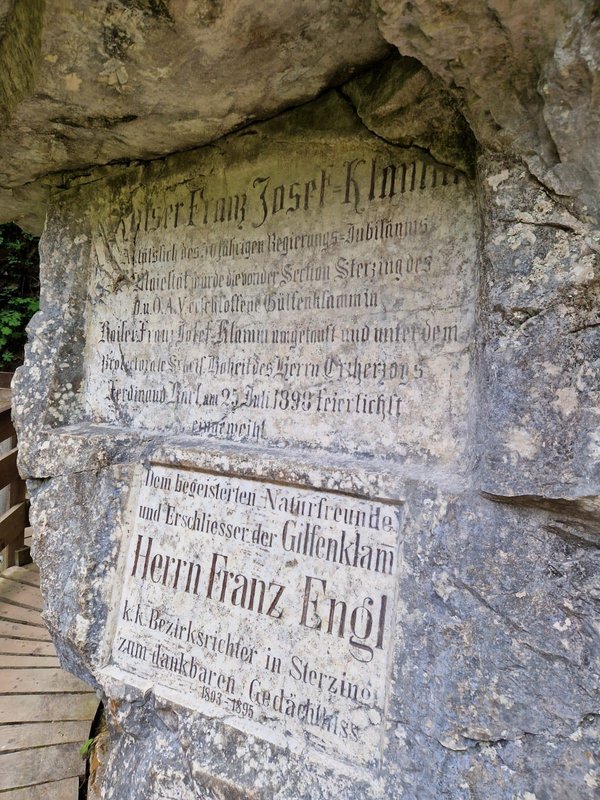 Kaiser Franz Josef-Klamm
Anlässlich des 50jährigen Regierungs-Jubiläums
Majestät wurde die von der Section Sterzing des
D.u.Ö.A.V. erschlossene Gilfenklamm in
Kaiser Franz Josef-Klamm umgetauft und unter dem
Protectorate Hoheit des Herrn Erzherzogs
Ferdinand Karl am 25. Juli 1898 feierlichst
eingeweiht
Dem begeisterten Naturfreunde
und Erschliesser der Gilfenklam
Herrn Franz Engl
k.k. Bezirksrichter in Sterzing
zum dankbaren Gedächtniss
1893-1895